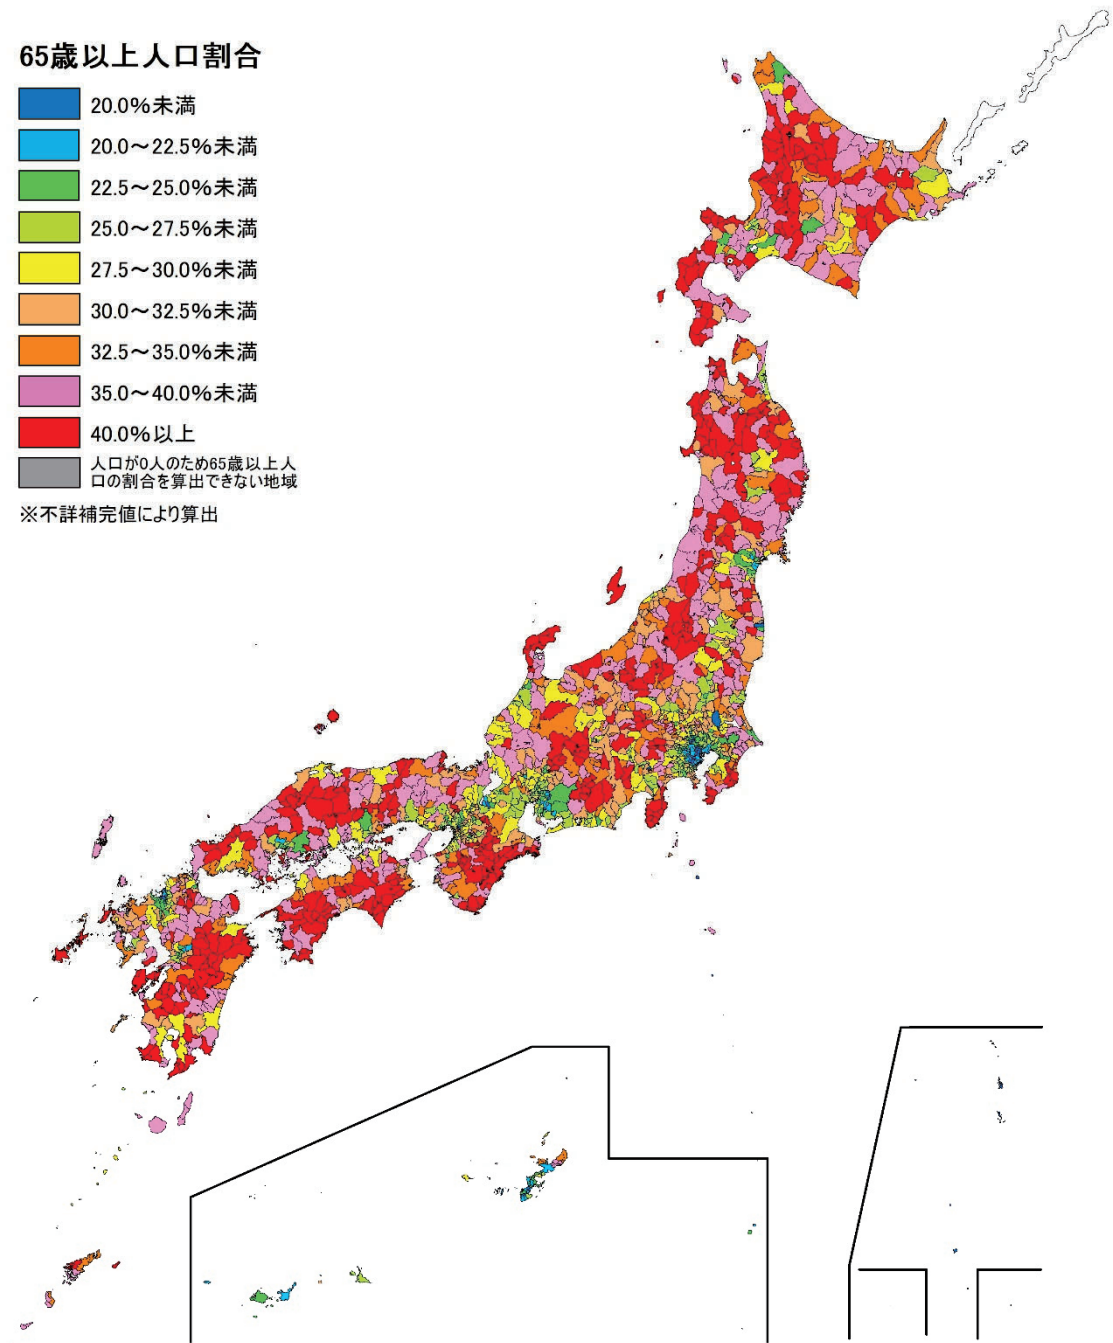 65歳以上人口割合
20.0%未満
20.0～22.5%未満
22.5～25.0%未満
25.0～27.5%未満
27.5～30.0%未満
30.0～32.5%未満
32.5～35.0%未満
35.0～40.0%未満
40.0%以上
人口が0人のため65歳以上人
口の割合を算出できない地域
※不詳補完値により算出